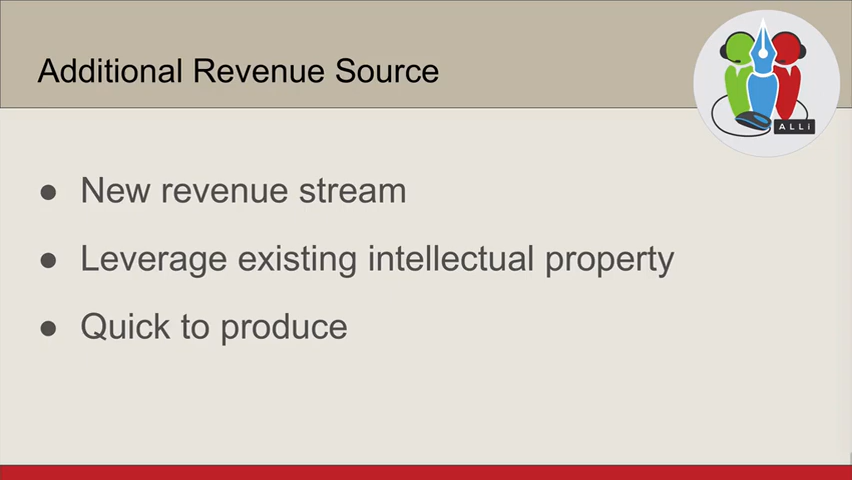 Additional Revenue Source
ALLi
● New revenue stream
● Leverage existing intellectual property
● Quick to produce